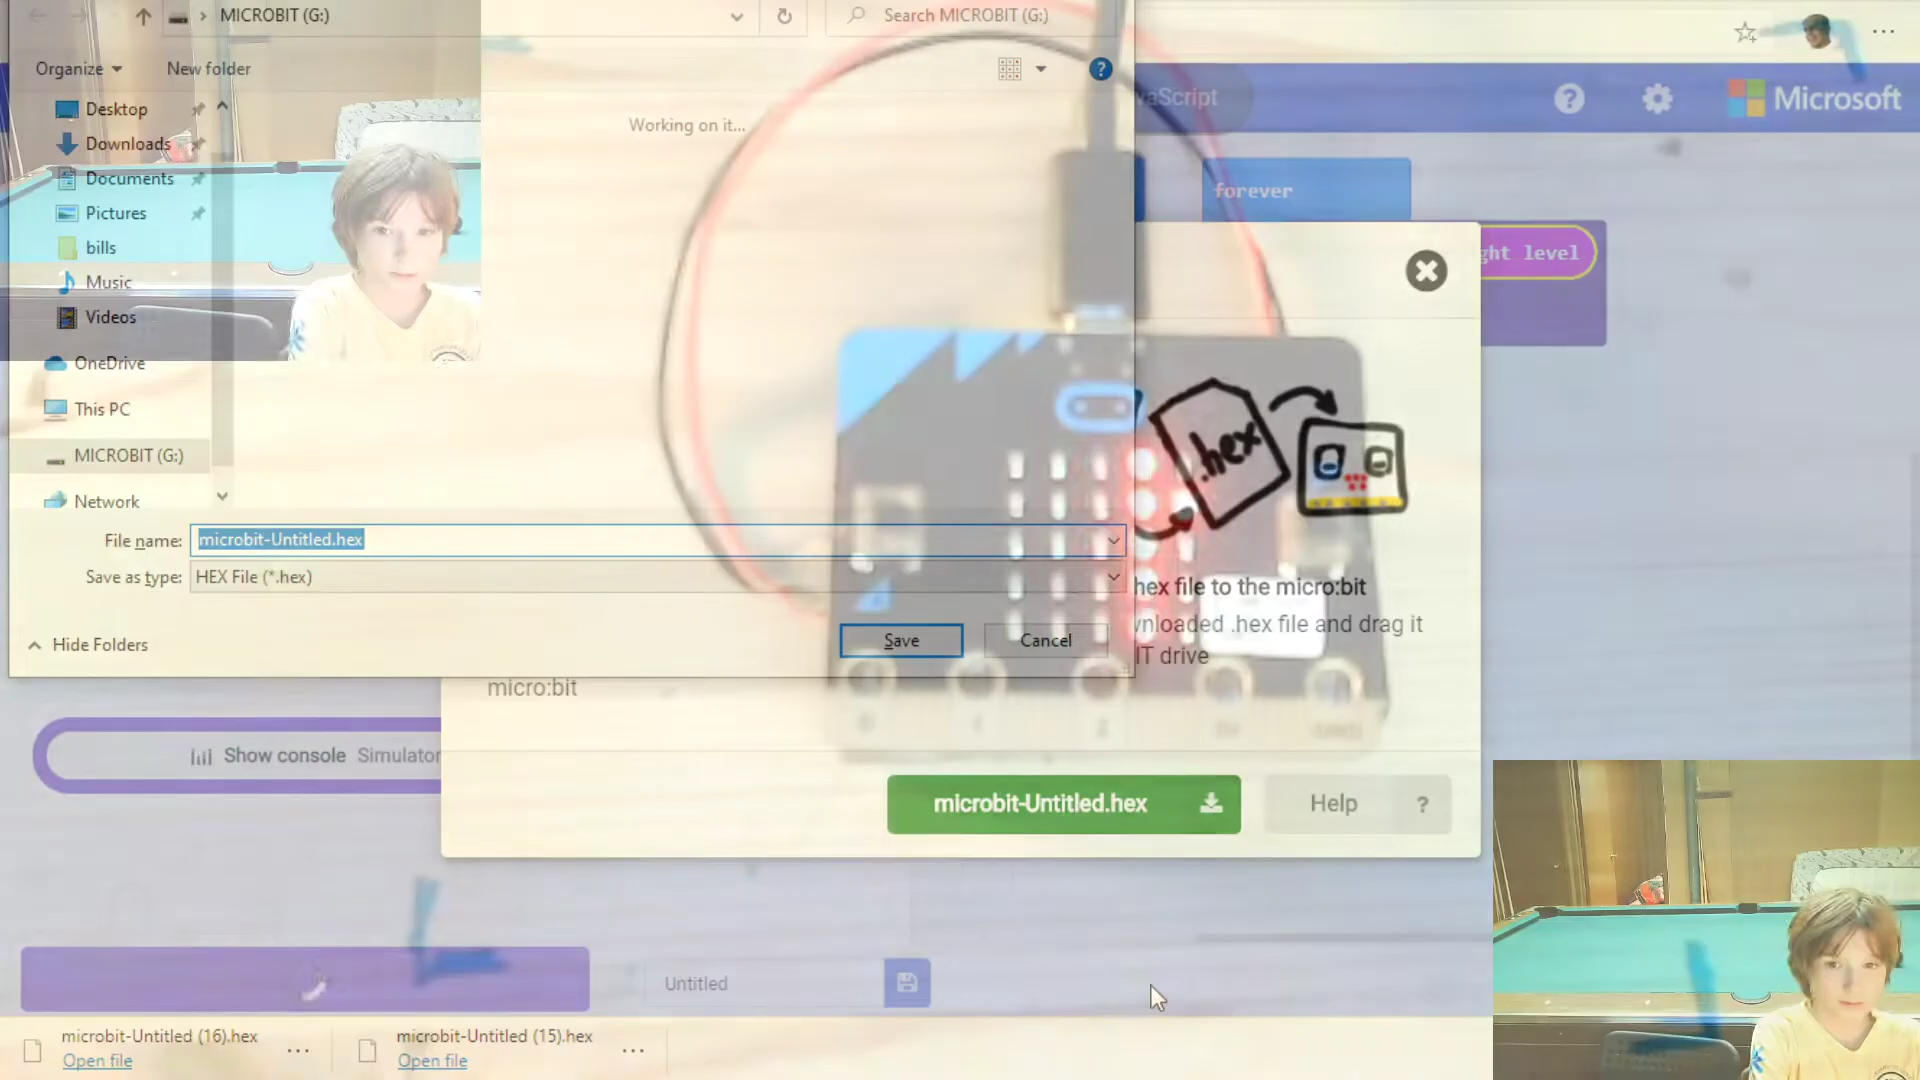 MICROBIT (G:)
Search MICROBIT (G:)
Organize
New folder
Working on it...
Desktop
Downloads
Documents
Pictures
bills
Music
Videos
OneDrive
This PC
MICROBIT (G:)
Network
File name: microbit-Untitled.hex
Save as type: HEX File (*.hex)
Hide Folders
Save
Cancel
vaScript
Microsoft
forever
ght level
.hex
hex file to the micro:bit
wnloaded .hex file and drag it
IT drive
micro:bit
Show console Simulator
microbit-Untitled.hex
Help ?
Untitled
microbit-Untitled (16).hex
Open file
microbit-Untitled (15).hex
Open file